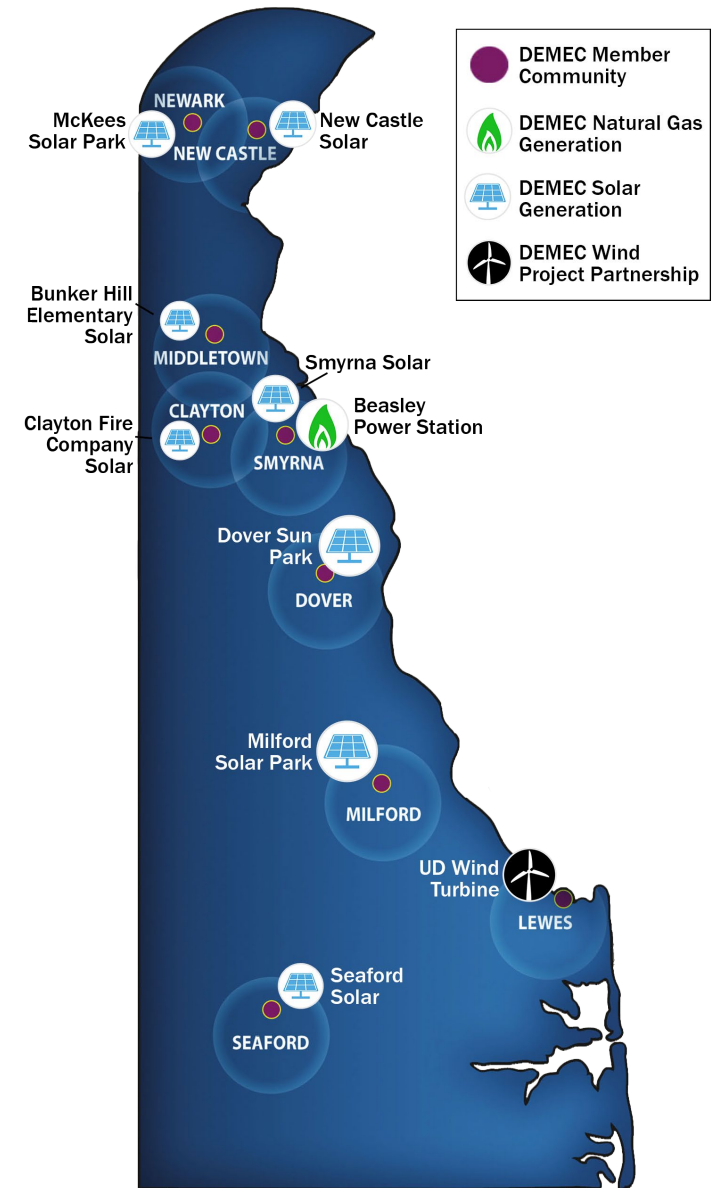 DEMEC Member
Community
DEMEC Natural Gas
Generation
DEMEC Solar
Generation
DEMEC Wind
Project Partnership
NEWARK
McKees
Solar Park
New Castle
Solar
NEW CASTLE
Bunker Hill
Elementary
Solar
MIDDLETOWN
Smyrna Solar
CLAYTON
Beasley
Power Station
Clayton Fire
Company
Solar
SMYRNA
Dover Sun
Park
DOVER
Milford
Solar Park
MILFORD
UD Wind
Turbine
LEWES
Seaford
Solar
SEAFORD